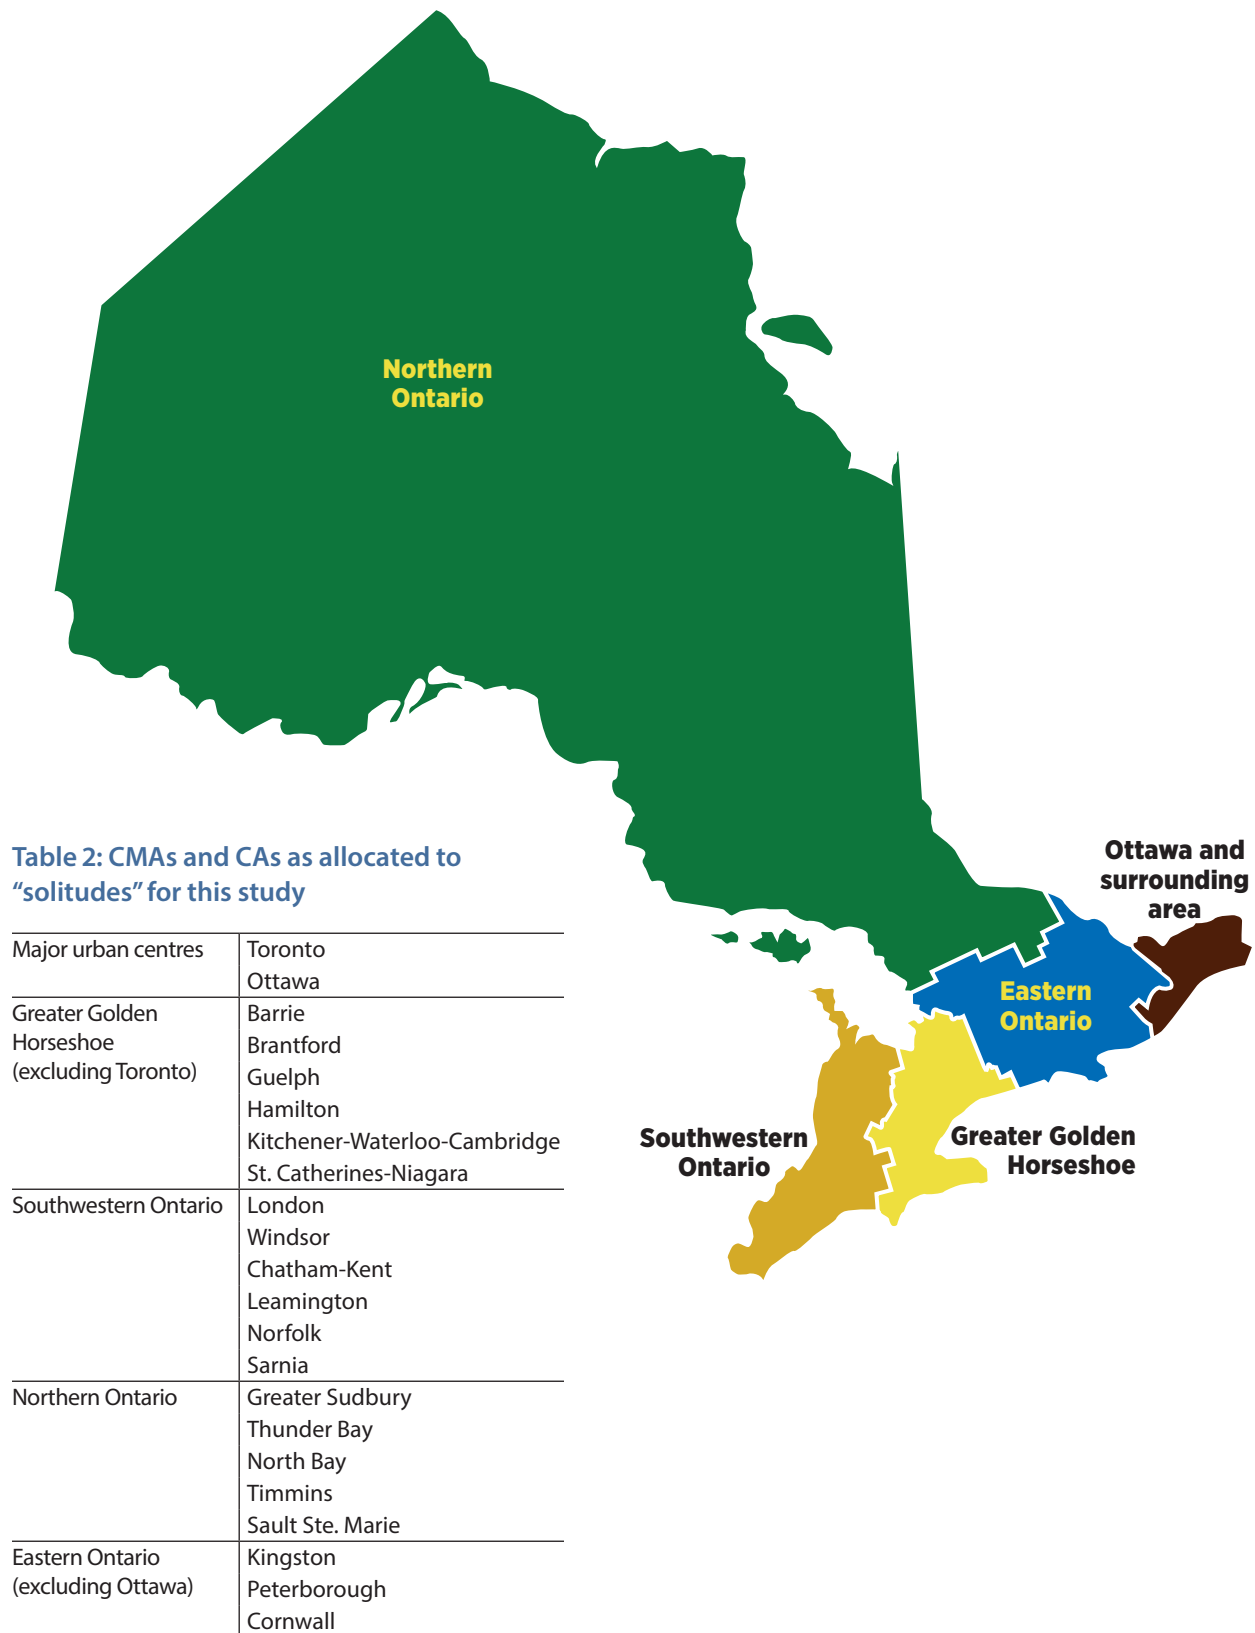 Northern
Ontario
Ottawa and
surrounding
area
Eastern
Ontario
Southwestern
Ontario
Greater Golden
Horseshoe
Table 2: CMAs and CAs as allocated to
“solitudes” for this study
Major urban centres
Toronto
Ottawa
Greater Golden
Horseshoe
(excluding Toronto)
Barrie
Brantford
Guelph
Hamilton
Kitchener-Waterloo-Cambridge
St. Catherines-Niagara
Southwestern Ontario
London
Windsor
Chatham-Kent
Leamington
Norfolk
Sarnia
Northern Ontario
Greater Sudbury
Thunder Bay
North Bay
Timmins
Sault Ste. Marie
Eastern Ontario
(excluding Ottawa)
Kingston
Peterborough
Cornwall